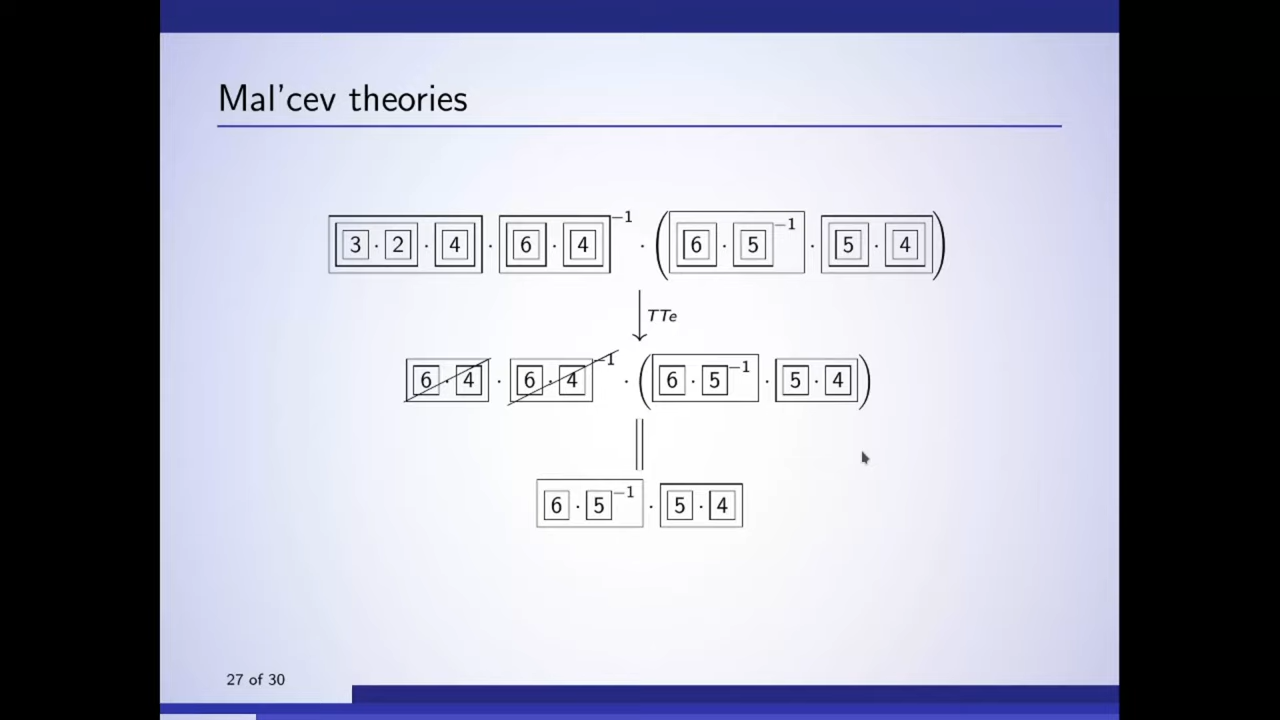 Mal'cev theories
3 · 2 · 4 · 6 · 4 −1 · ( 6 · 5 −1 · 5 · 4 )
TTe
6 · 4 · 6 · 4 −1 · ( 6 · 5 −1 · 5 · 4 )
6 · 5 −1 · 5 · 4
27 of 30